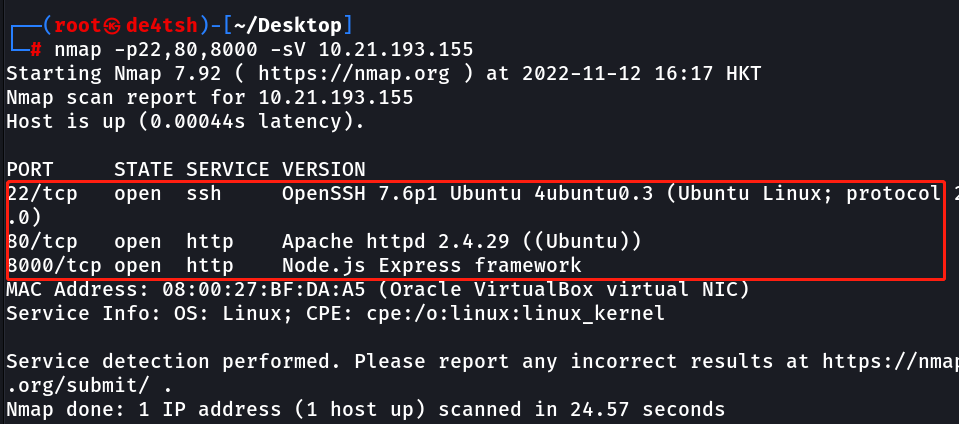 ┌──(root㉿de4tsh)-[~/Desktop]
└─# nmap -p22,80,8000 -sV 10.21.193.155
Starting Nmap 7.92 ( https://nmap.org ) at 2022-11-12 16:17 HKT
Nmap scan report for 10.21.193.155
Host is up (0.00044s latency).
PORT     STATE SERVICE VERSION
22/tcp   open  ssh     OpenSSH 7.6p1 Ubuntu 4ubuntu0.3 (Ubuntu Linux; protocol 2
.0)
80/tcp   open  http    Apache httpd 2.4.29 ((Ubuntu))
8000/tcp open  http    Node.js Express framework
MAC Address: 08:00:27:BF:DA:A5 (Oracle VirtualBox virtual NIC)
Service Info: OS: Linux; CPE: cpe:/o:linux:linux_kernel
Service detection performed. Please report any incorrect results at https://nmap
.org/submit/ .
Nmap done: 1 IP address (1 host up) scanned in 24.57 seconds